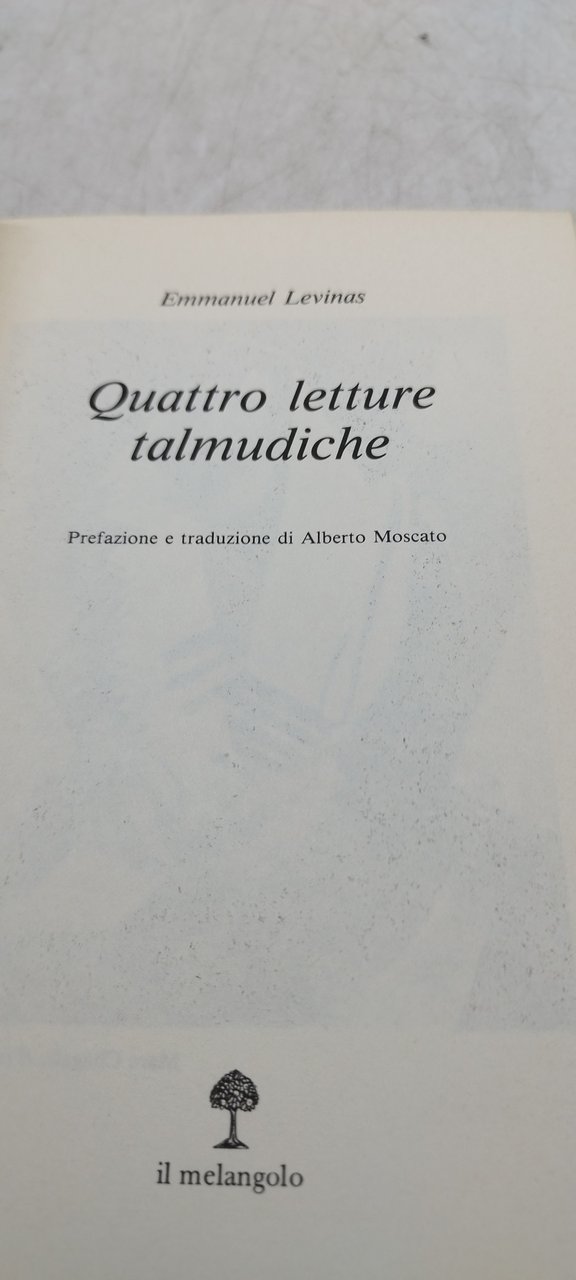 Emmanuel Levinas
Quattro letture
talmudiche
Prefazione e traduzione di Alberto Moscato
il melangolo